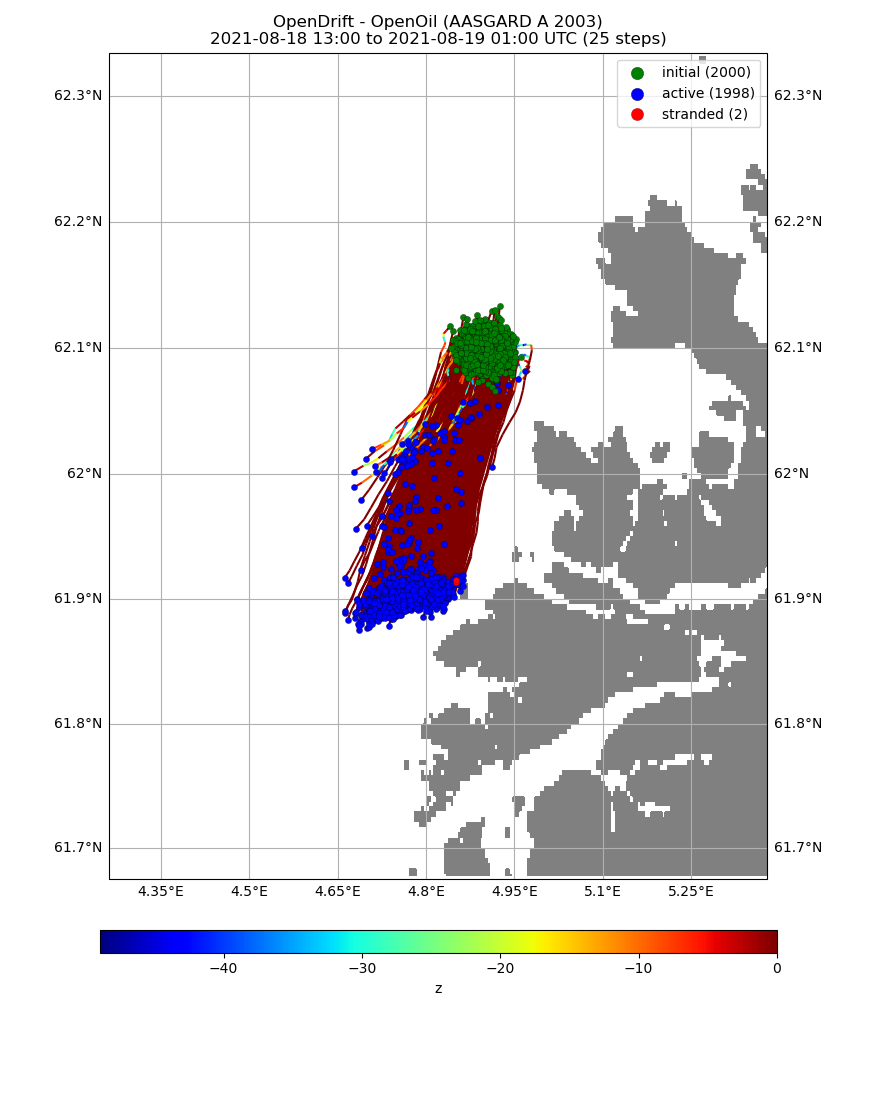 OpenDrift - OpenOil (AASGARD A 2003)
2021-08-18 13:00 to 2021-08-19 01:00 UTC (25 steps)
initial (2000)
active (1998)
stranded (2)
62.3°N 62.3°N
62.2°N 62.2°N
62.1°N 62.1°N
62°N 62°N
61.9°N 61.9°N
61.8°N 61.8°N
61.7°N 61.7°N
4.35°E 4.5°E 4.65°E 4.8°E 4.95°E 5.1°E 5.25°E
−40 −30 −20 −10 0
z